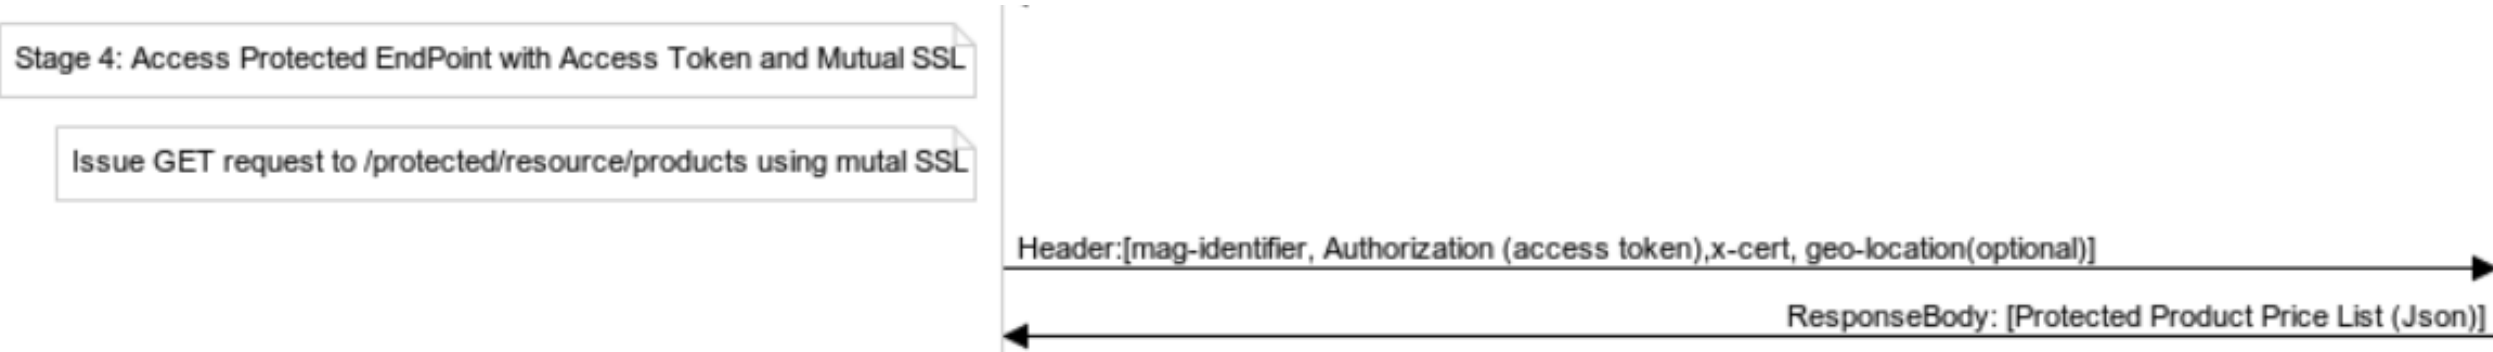 Stage 4: Access Protected EndPoint with Access Token and Mutual SSL
Issue GET request to /protected/resource/products using mutal SSL
Header:[mag-identifier, Authorization (access token),x-cert, geo-location(optional)]
ResponseBody: [Protected Product Price List (Json)]